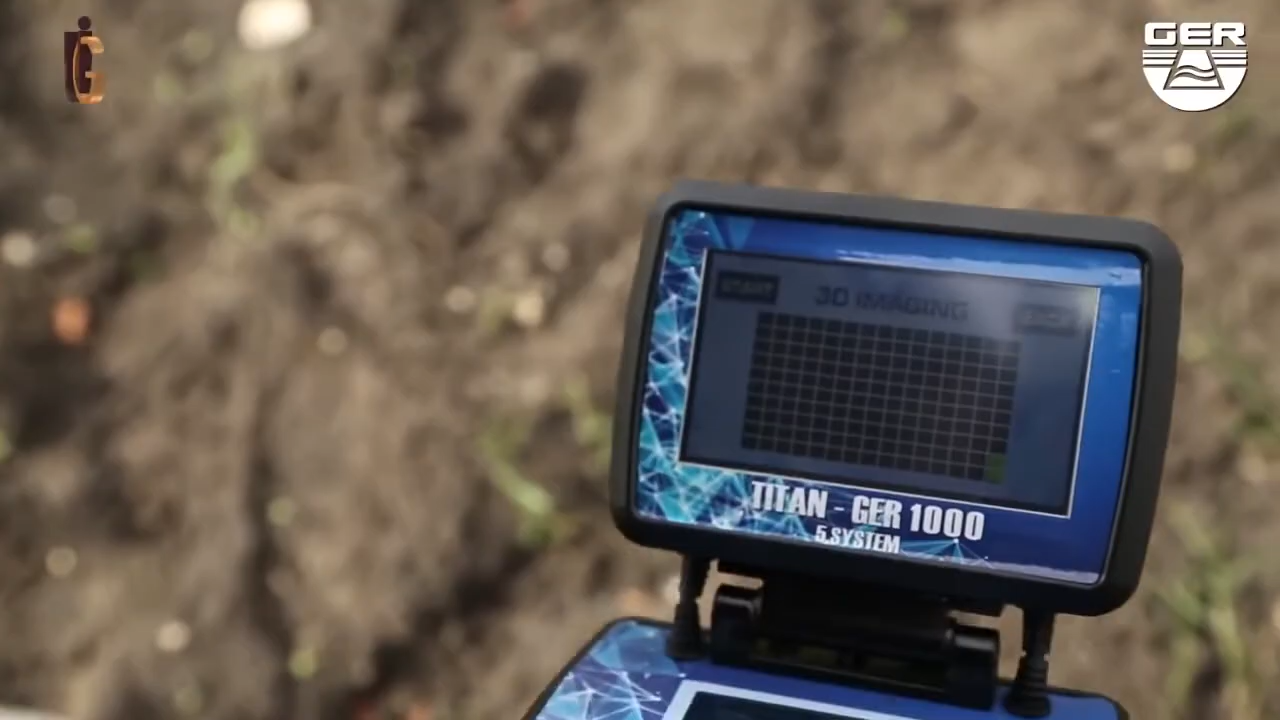 GER
START
3D IMAGING
TITAN - GER 1000
5.SYSTEM